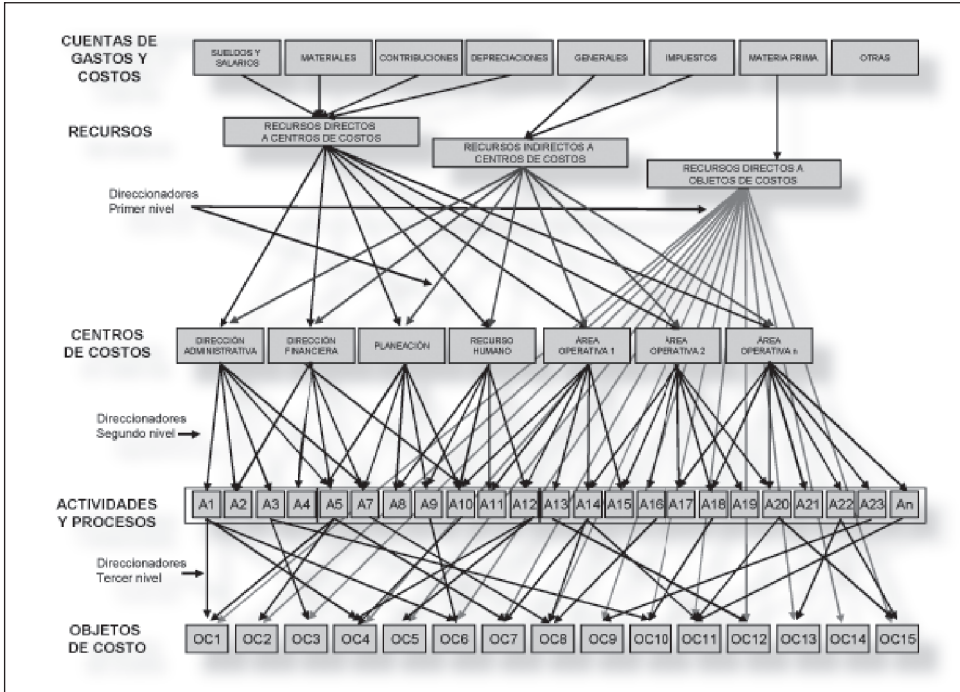 CUENTAS DE
GASTOS Y
COSTOS
SUELDOS Y
SALARIOS
MATERIALES
CONTRIBUCIONES
DEPRECIACIONES
GENERALES
IMPUESTOS
MATERIA PRIMA
OTRAS
RECURSOS
RECURSOS DIRECTOS
A CENTROS DE COSTOS
RECURSOS INDIRECTOS A
CENTROS DE COSTOS
RECURSOS DIRECTOS A
OBJETOS DE COSTOS
Direccionadores
Primer nivel
CENTROS
DE COSTOS
DIRECCIÓN
ADMINISTRATIVA
DIRECCIÓN
FINANCIERA
PLANEACIÓN
RECURSO
HUMANO
ÁREA
OPERATIVA 1
ÁREA
OPERATIVA 2
ÁREA
OPERATIVA n
Direccionadores
Segundo nivel
ACTIVIDADES
Y PROCESOS
A1 A2 A3 A4 A5 A7 A8 A9 A10 A11 A12 A13 A14 A15 A16 A17 A18 A19 A20 A21 A22 A23 An
Direccionadores
Tercer nivel
OBJETOS
DE COSTO
OC1 OC2 OC3 OC4 OC5 OC6 OC7 OC8 OC9 OC10 OC11 OC12 OC13 OC14 OC15